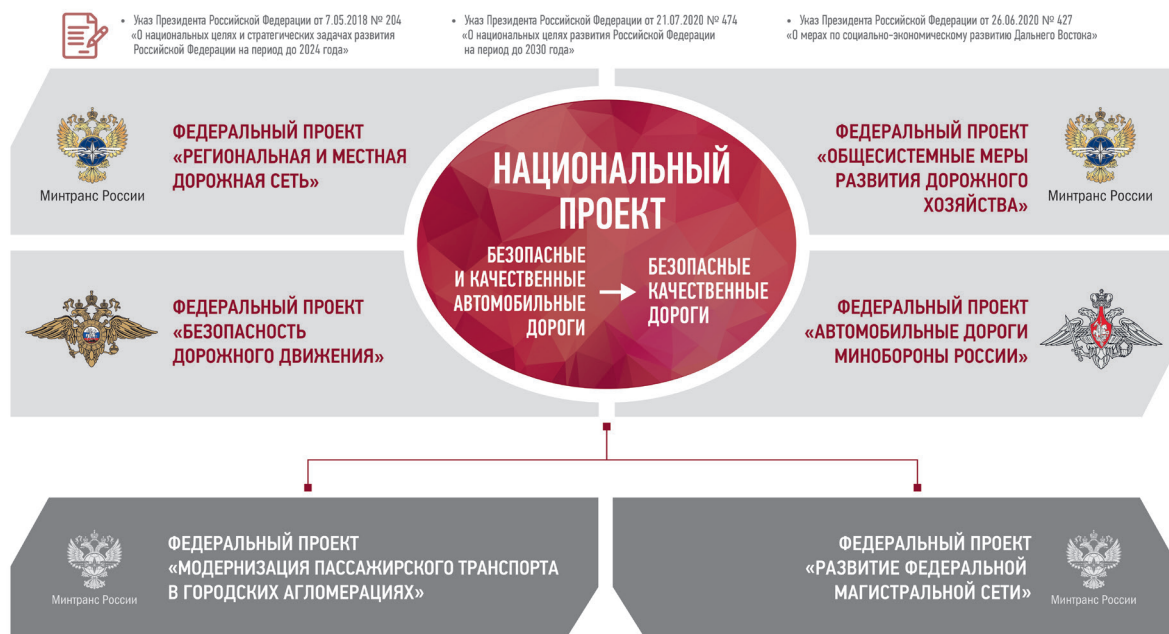 • Указ Президента Российской Федерации от 7.05.2018 № 204
«О национальных целях и стратегических задачах развития
Российской Федерации на период до 2024 года»
• Указ Президента Российской Федерации от 21.07.2020 № 474
«О национальных целях развития Российской Федерации
на период до 2030 года»
• Указ Президента Российской Федерации от 26.06.2020 № 427
«О мерах по социально-экономическому развитию Дальнего Востока»
Минтранс России
ФЕДЕРАЛЬНЫЙ ПРОЕКТ
«РЕГИОНАЛЬНАЯ И МЕСТНАЯ
ДОРОЖНАЯ СЕТЬ»
НАЦИОНАЛЬНЫЙ
ПРОЕКТ
БЕЗОПАСНЫЕ
И КАЧЕСТВЕННЫЕ
АВТОМОБИЛЬНЫЕ
ДОРОГИ
БЕЗОПАСНЫЕ
КАЧЕСТВЕННЫЕ
ДОРОГИ
ФЕДЕРАЛЬНЫЙ ПРОЕКТ
«ОБЩЕСИСТЕМНЫЕ МЕРЫ
РАЗВИТИЯ ДОРОЖНОГО
ХОЗЯЙСТВА»
Минтранс России
ФЕДЕРАЛЬНЫЙ ПРОЕКТ
«БЕЗОПАСНОСТЬ
ДОРОЖНОГО ДВИЖЕНИЯ»
ФЕДЕРАЛЬНЫЙ ПРОЕКТ
«АВТОМОБИЛЬНЫЕ ДОРОГИ
МИНОБОРОНЫ РОССИИ»
Минтранс России
ФЕДЕРАЛЬНЫЙ ПРОЕКТ
«МОДЕРНИЗАЦИЯ ПАССАЖИРСКОГО ТРАНСПОРТА
В ГОРОДСКИХ АГЛОМЕРАЦИЯХ»
ФЕДЕРАЛЬНЫЙ ПРОЕКТ
«РАЗВИТИЕ ФЕДЕРАЛЬНОЙ
МАГИСТРАЛЬНОЙ СЕТИ»
Минтранс России